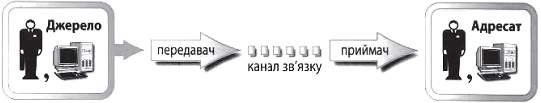 Джерело
передавач
канал зв'язку
приймач
Адресат